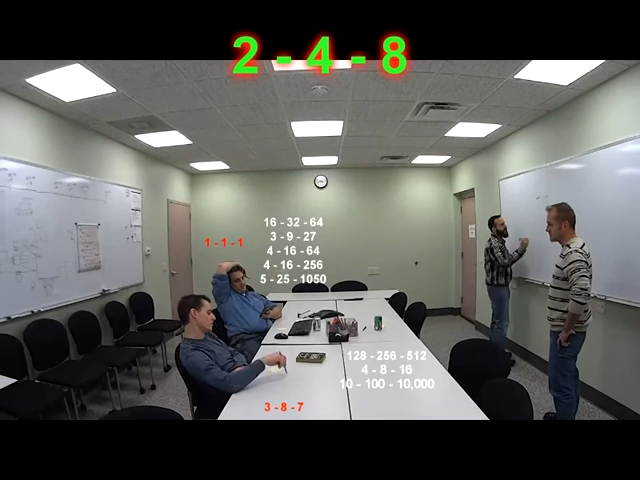 2 - 4 - 8
16 - 32 - 64
1 - 1 - 1
3 - 9 - 27
4 - 16 - 64
4 - 16 - 256
5 - 25 - 1050
128 - 256 - 512
4 - 8 - 16
10 - 100 - 10,000
3 - 8 - 7